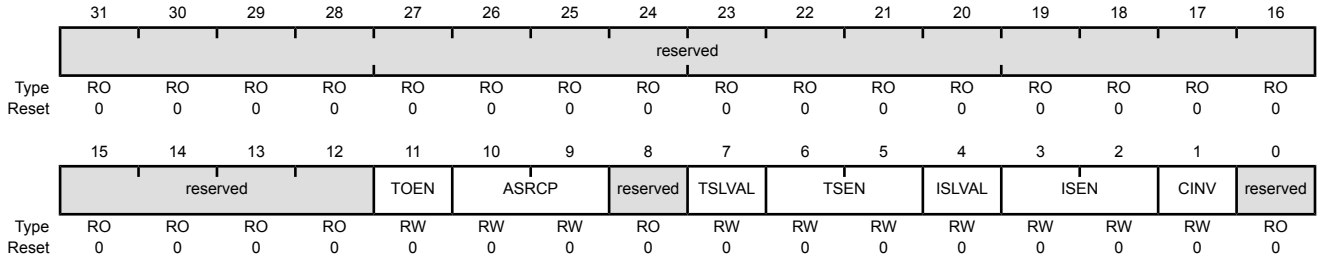 31 30 29 28 27 26 25 24 23 22 21 20 19 18 17 16
reserved
Type RO RO RO RO RO RO RO RO RO RO RO RO RO RO RO RO
Reset 0 0 0 0 0 0 0 0 0 0 0 0 0 0 0 0
15 14 13 12 11 10 9 8 7 6 5 4 3 2 1 0
reserved TOEN ASRCP reserved TSLVAL TSEN ISLVAL ISEN CINV reserved
Type RO RO RO RO RW RW RW RO RW RW RW RW RW RW RW RO
Reset 0 0 0 0 0 0 0 0 0 0 0 0 0 0 0 0